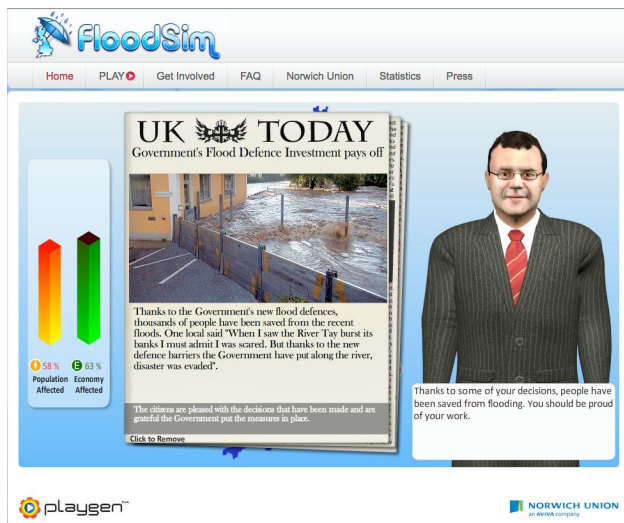 FloodSim
Home PLAY Get Involved FAQ Norwich Union Statistics Press
UK TODAY
Government's Flood Defence Investment pays off
Thanks to the Government's new flood defences,
thousands of people have been saved from the recent
floods. One local said "When I saw the River Tay burst its
banks I must admit I was scared. But thanks to the new
defence barriers the Government have put along the river,
disaster was evaded".
The citizens are pleased with the decisions that have been made and are
grateful the Government put the measures in place.
Click to Remove
58 % E 63 %
Population Economy
Affected Affected
Thanks to some of your decisions, people have
been saved from flooding. You should be proud
of your work.
playgen
NORWICH UNION
an AVIVA company